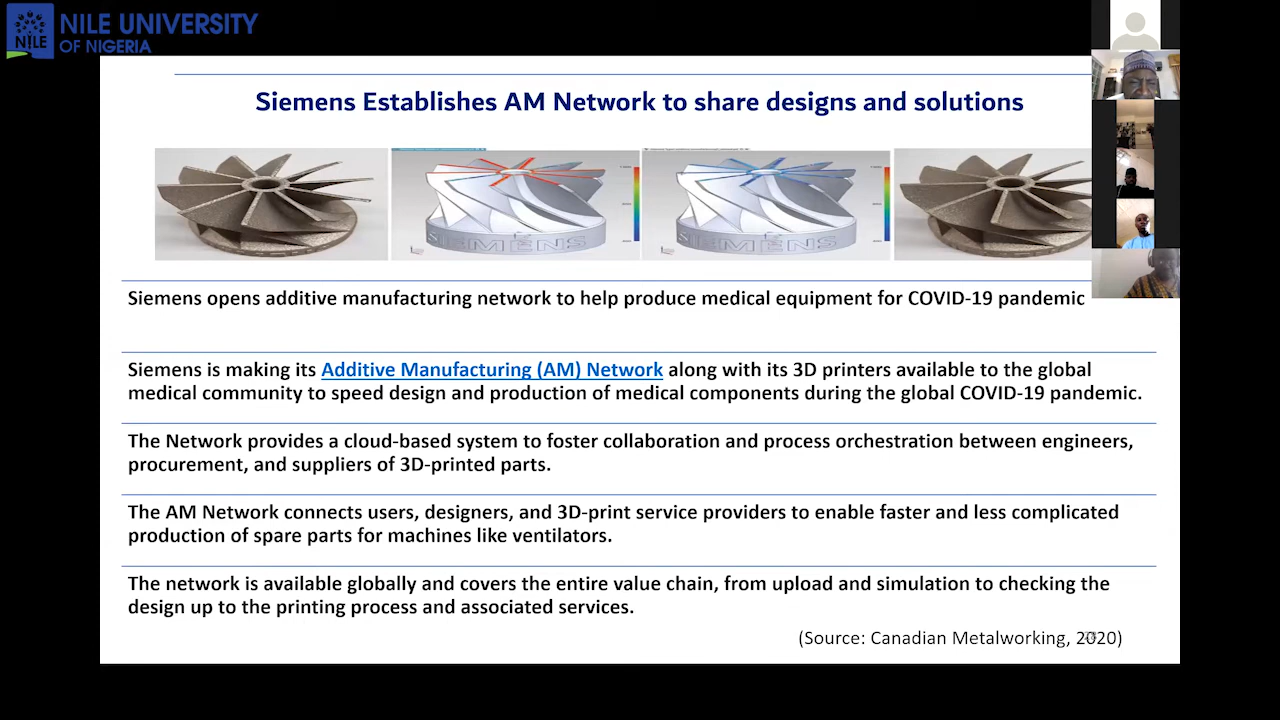 NILE UNIVERSITY
OF NIGERIA
NILE
Siemens Establishes AM Network to share designs and solutions
SIEMENS
SIEMENS
Siemens opens additive manufacturing network to help produce medical equipment for COVID-19 pandemic
Siemens is making its Additive Manufacturing (AM) Network along with its 3D printers available to the global
medical community to speed design and production of medical components during the global COVID-19 pandemic.
The Network provides a cloud-based system to foster collaboration and process orchestration between engineers,
procurement, and suppliers of 3D-printed parts.
The AM Network connects users, designers, and 3D-print service providers to enable faster and less complicated
production of spare parts for machines like ventilators.
The network is available globally and covers the entire value chain, from upload and simulation to checking the
design up to the printing process and associated services.
(Source: Canadian Metalworking, 2020)